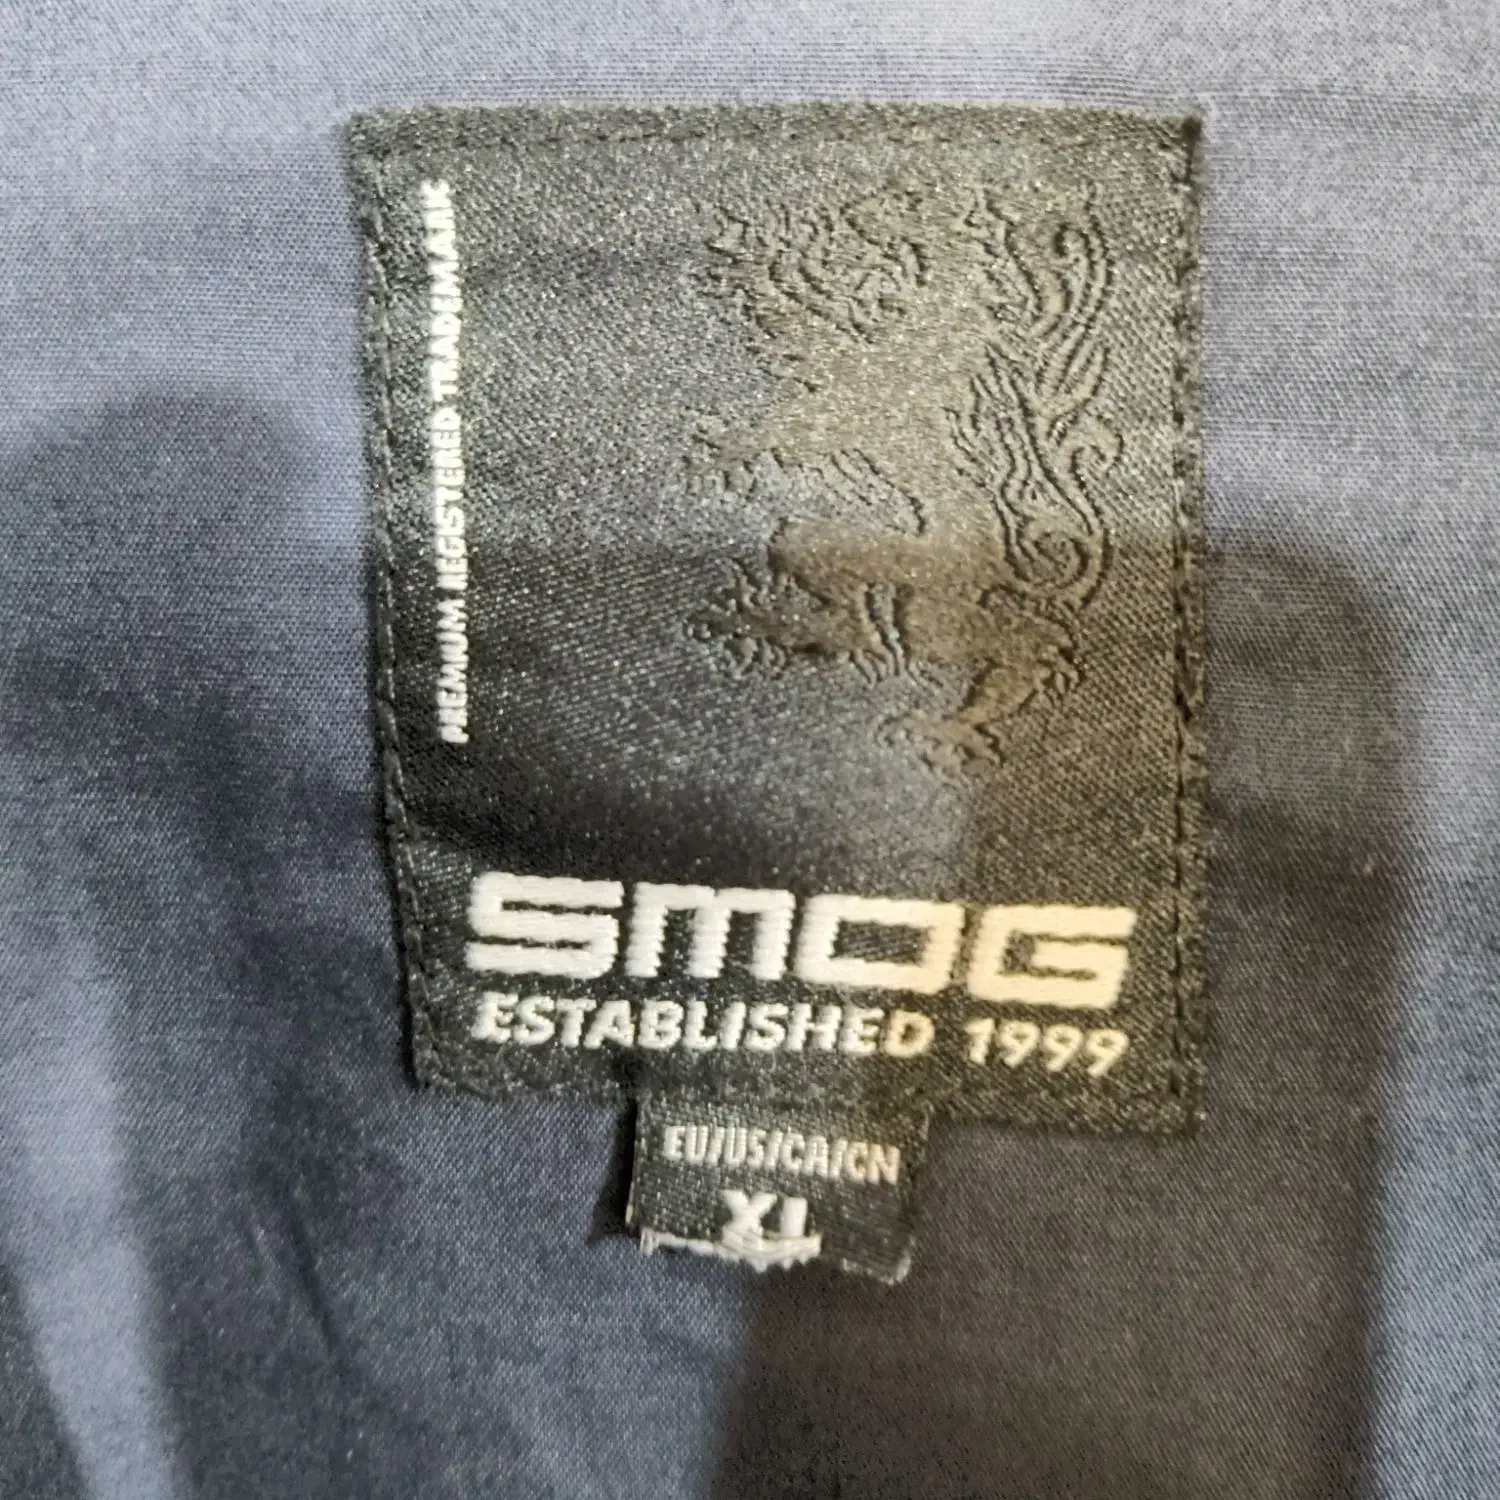 PREMIUM REGISTERED TRADEMARK
SMOG
ESTABLISHED 1999
EU/US/CA/CN
XL